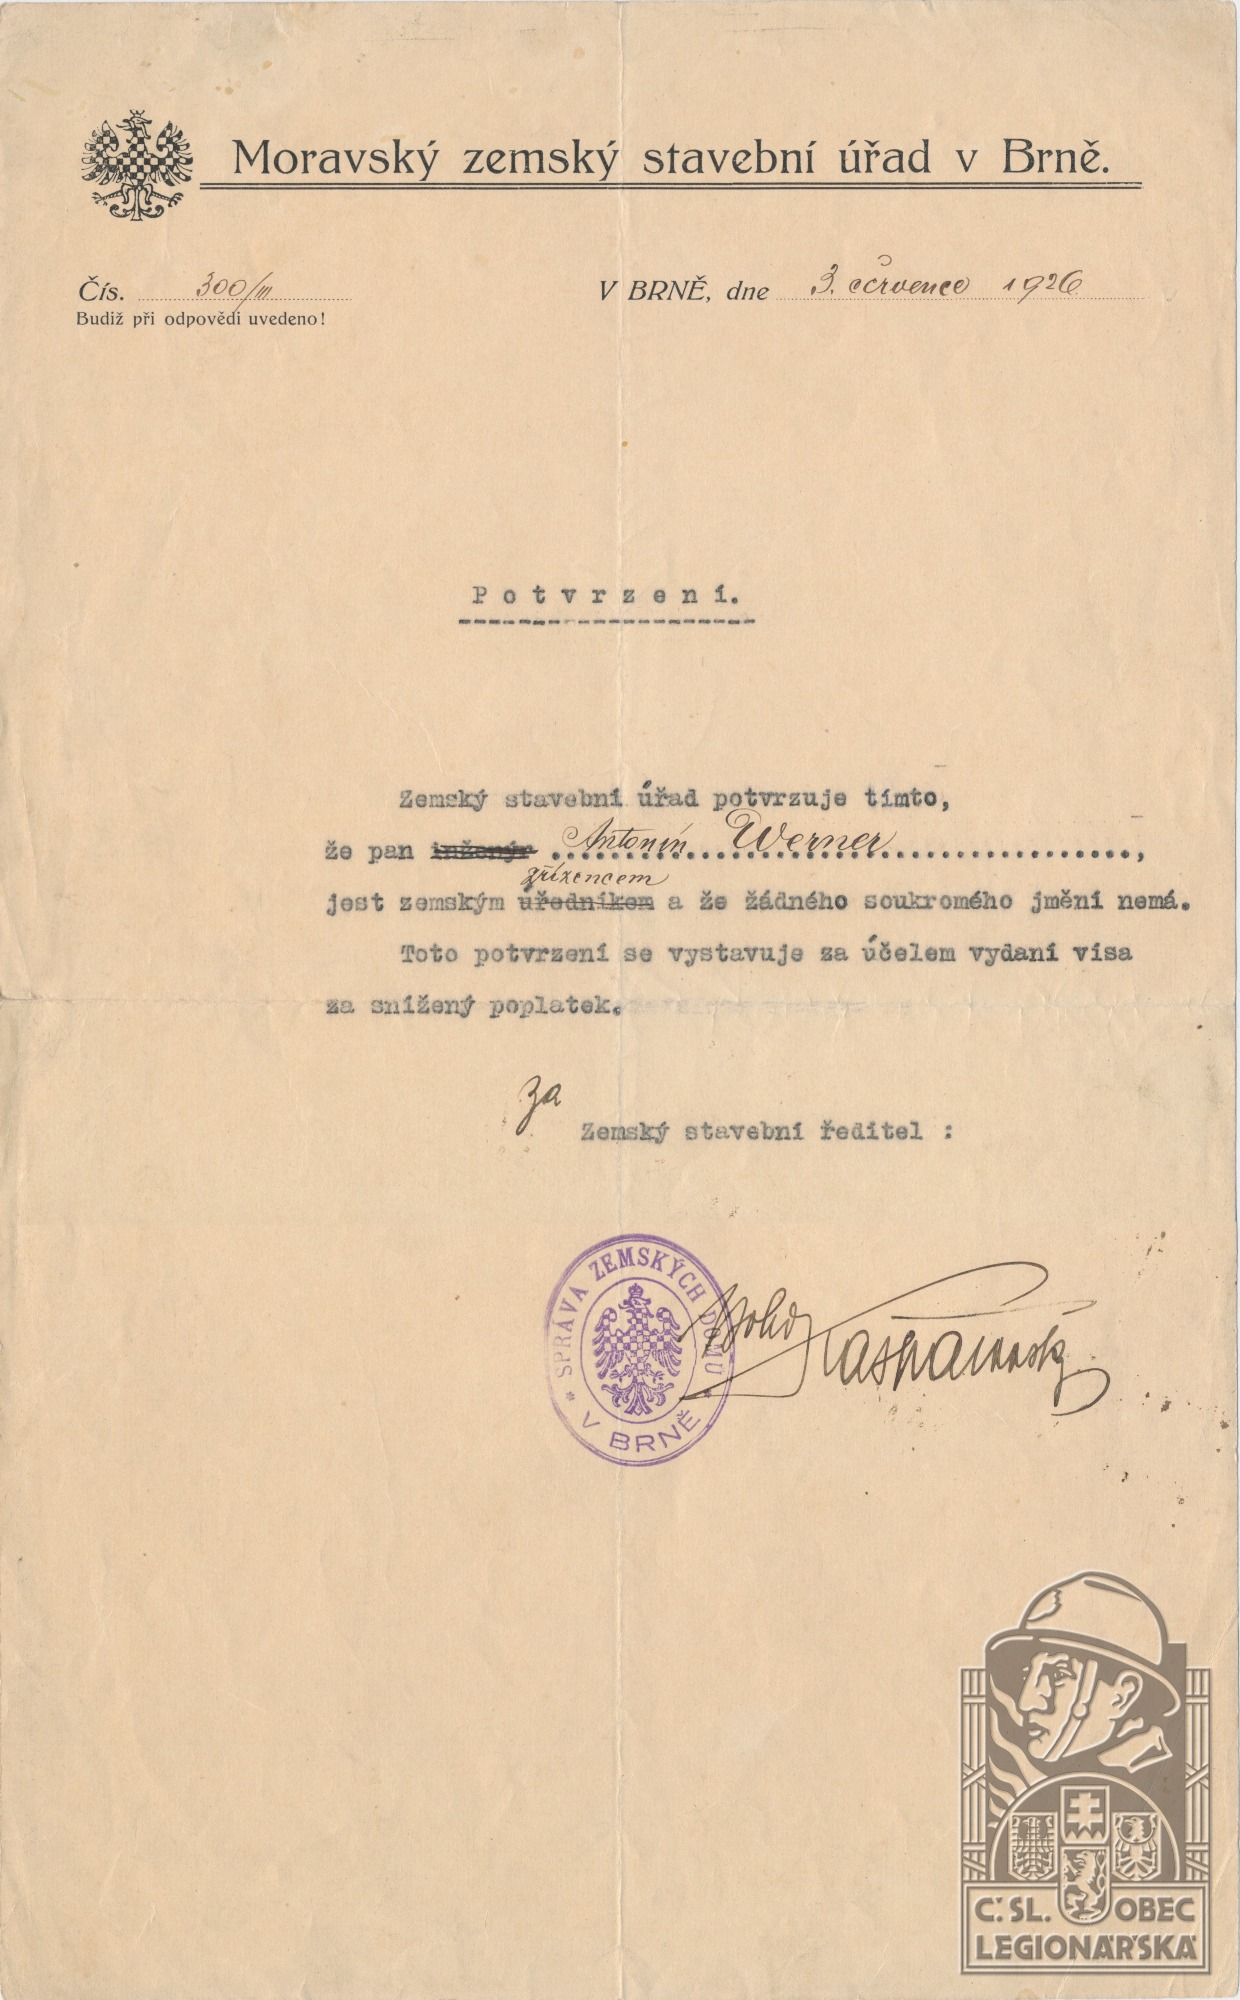 Moravský zemský stavební úřad v Brně.
Čís. 300/III
V BRNĚ, dne 3. července 1926
Budiž při odpovědi uvedeno!
Potvrzení.
Zemský stavební úřad potvrzuje tímto,
že pan inženýr Antonín Werner,
zřízencem
jest zemským úředníkem a že žádného soukromého jmění nemá.
Toto potvrzení se vystavuje za účelem vydání visa
za snížený poplatek.
za
Zemský stavební ředitel :
* SPRÁVA ZEMSKÝCH DOMŮ *
V BRNĚ
Č. SL. OBEC
LEGIONÁŘSKÁ